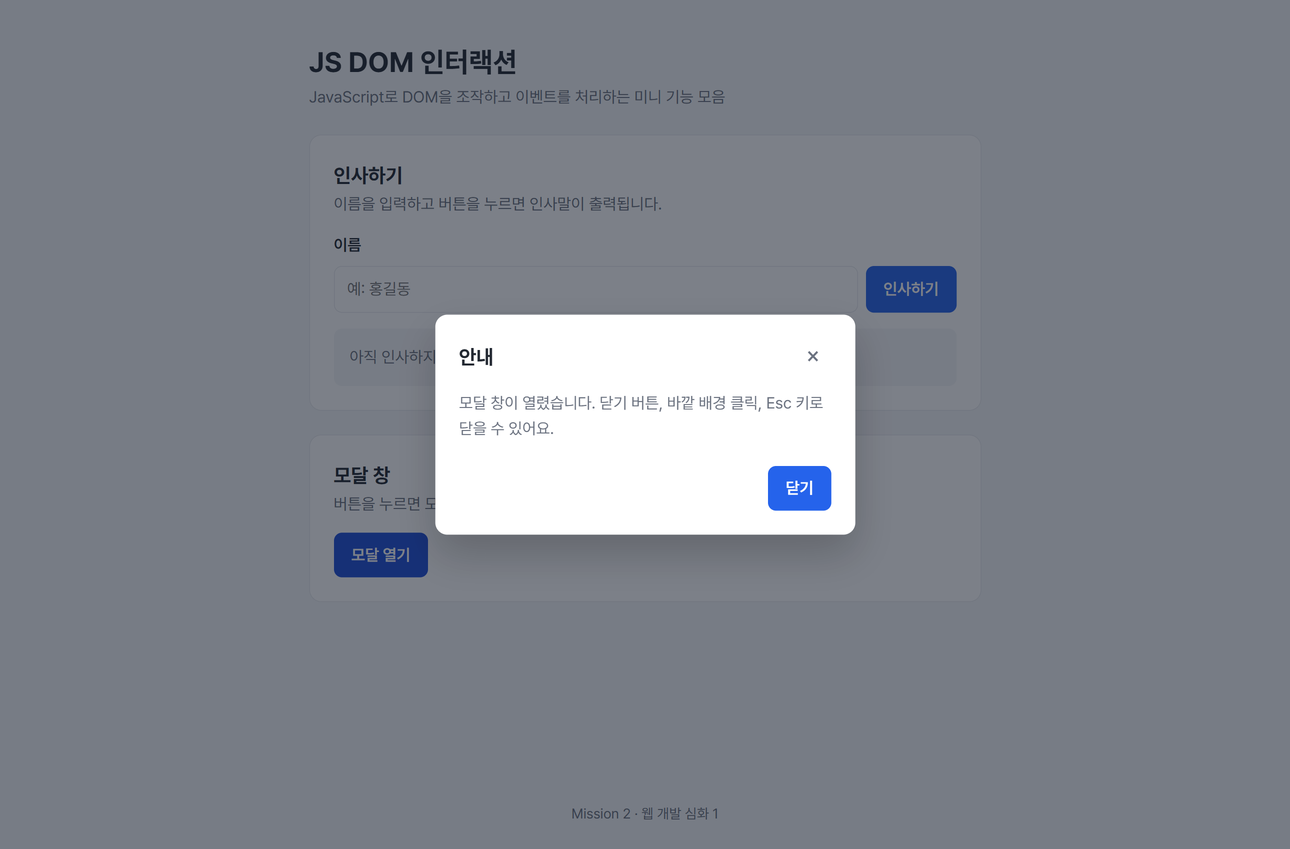 JS DOM 인터랙션
JavaScript로 DOM을 조작하고 이벤트를 처리하는 미니 기능 모음
인사하기
이름을 입력하고 버튼을 누르면 인사말이 출력됩니다.
이름
예: 홍길동
인사하기
아직 인사하지
안내
×
모달 창이 열렸습니다. 닫기 버튼, 바깥 배경 클릭, Esc 키로
닫을 수 있어요.
닫기
모달 창
버튼을 누르면
모달 열기
Mission 2 · 웹 개발 심화 1